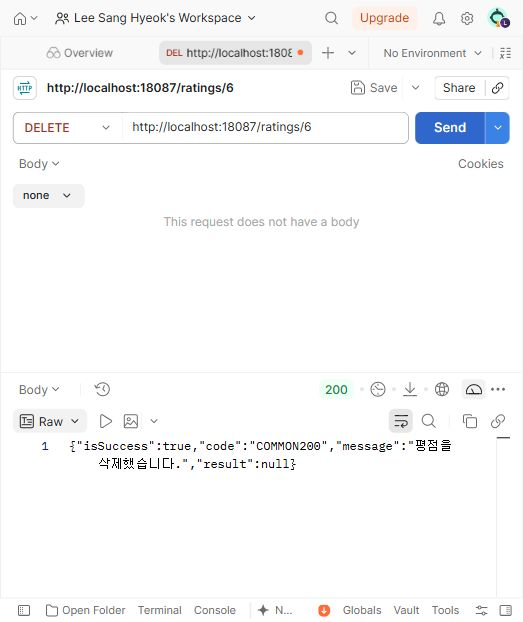 Lee Sang Hyeok's Workspace
Upgrade
L
Overview
DEL http://localhost:1808
No Environment
HTTP
http://localhost:18087/ratings/6
Save
Share
DELETE
http://localhost:18087/ratings/6
Send
Body
Cookies
none
This request does not have a body
Body
200
Raw
1 {"isSuccess":true,"code":"COMMON200","message":"평점을
삭제했습니다.","result":null}
Open Folder Terminal Console N... Globals Vault Tools